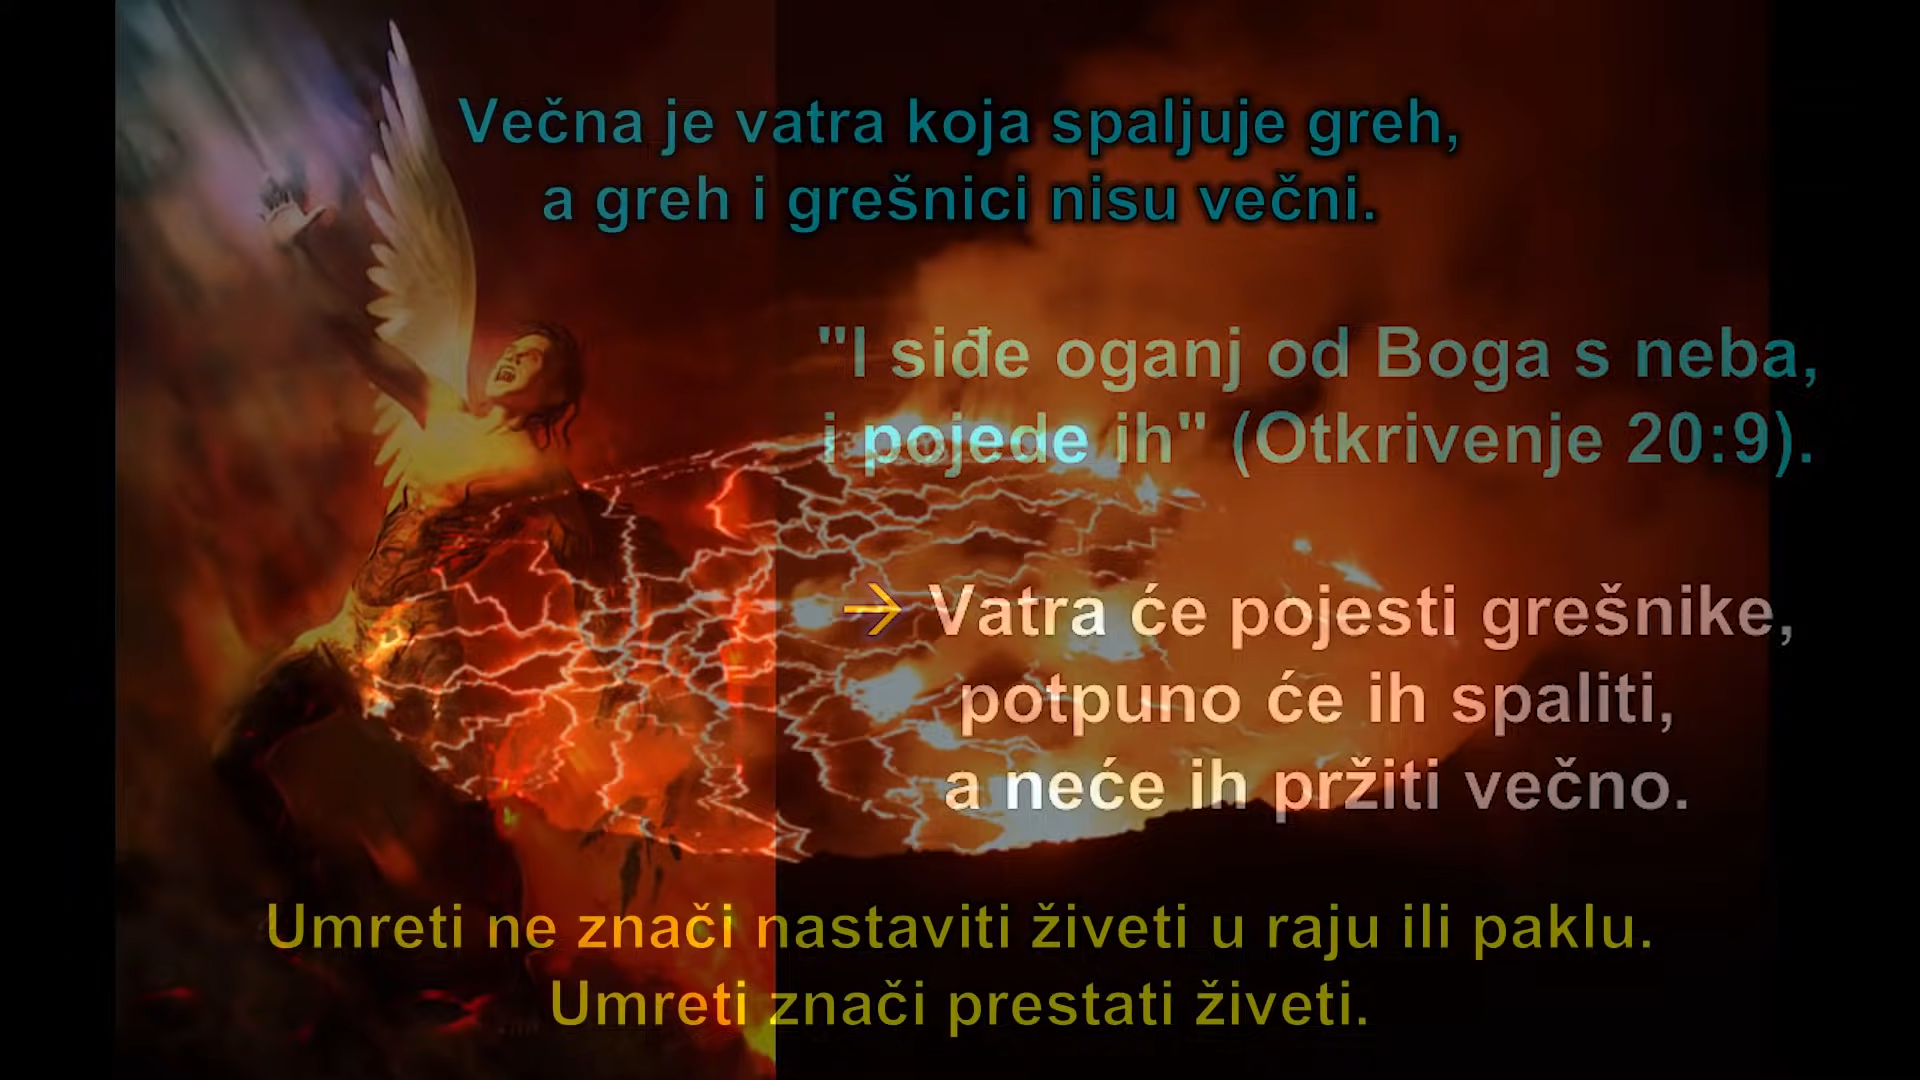 Večna je vatra koja spaljuje greh,
a greh i grešnici nisu večni.
"I siđe oganj od Boga s neba,
i pojede ih" (Otkrivenje 20:9).
→ Vatra će pojesti grešnike,
potpuno će ih spaliti,
a neće ih pržiti večno.
Umreti ne znači nastaviti živeti u raju ili paklu.
Umreti znači prestati živeti.